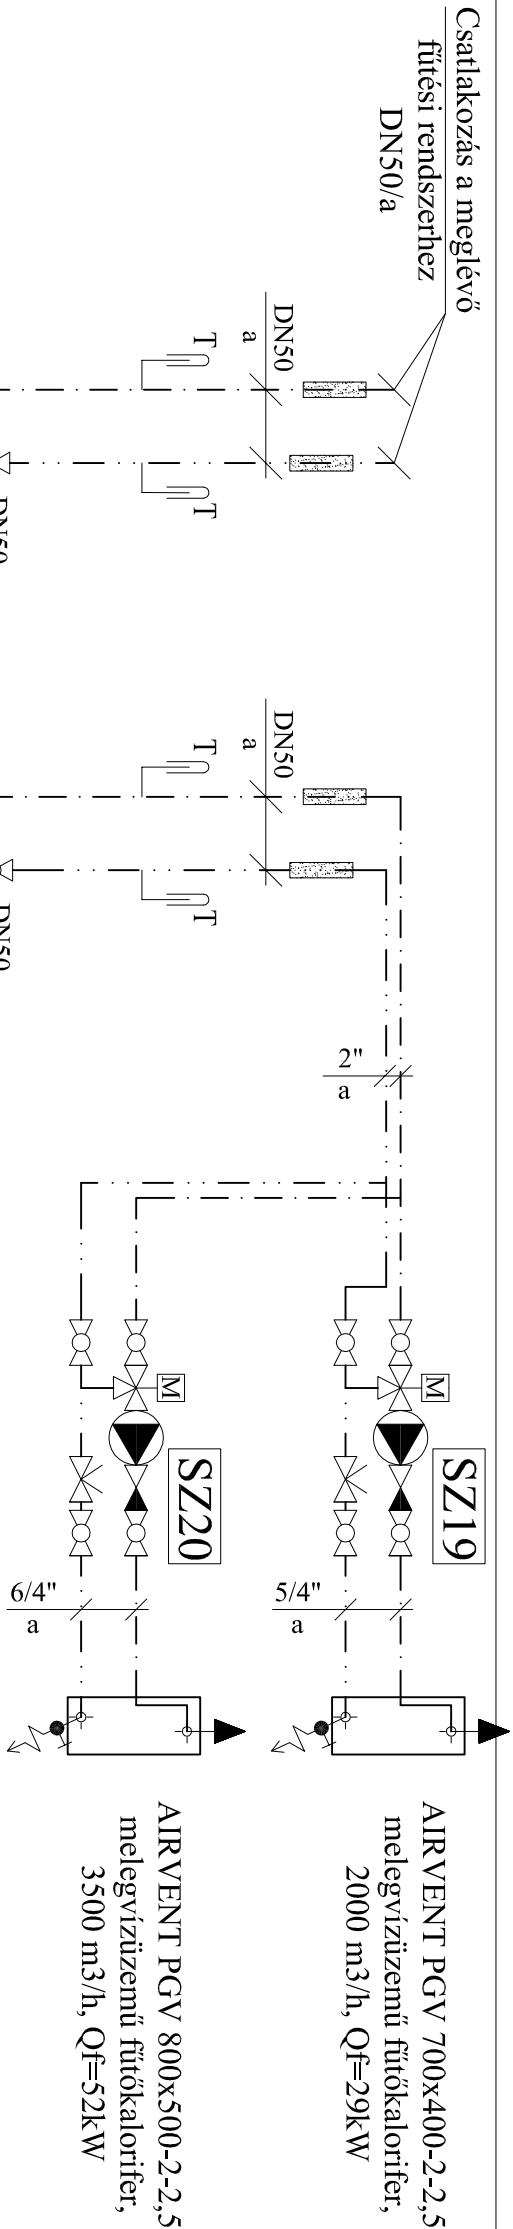 Csatlakozás a meglévő
fűtési rendszerhez
DN50/a
DN50
a
T
T
DN50
DN50
a
T
T
DN50
2"
a
M
SZ19
5/4"
a
AIRVENT PGV 700x400-2-2,5
melegvízüzemű fűtőkalorifer,
2000 m3/h, Qf=29kW
M
SZ20
6/4"
a
AIRVENT PGV 800x500-2-2,5
melegvízüzemű fűtőkalorifer,
3500 m3/h, Qf=52kW